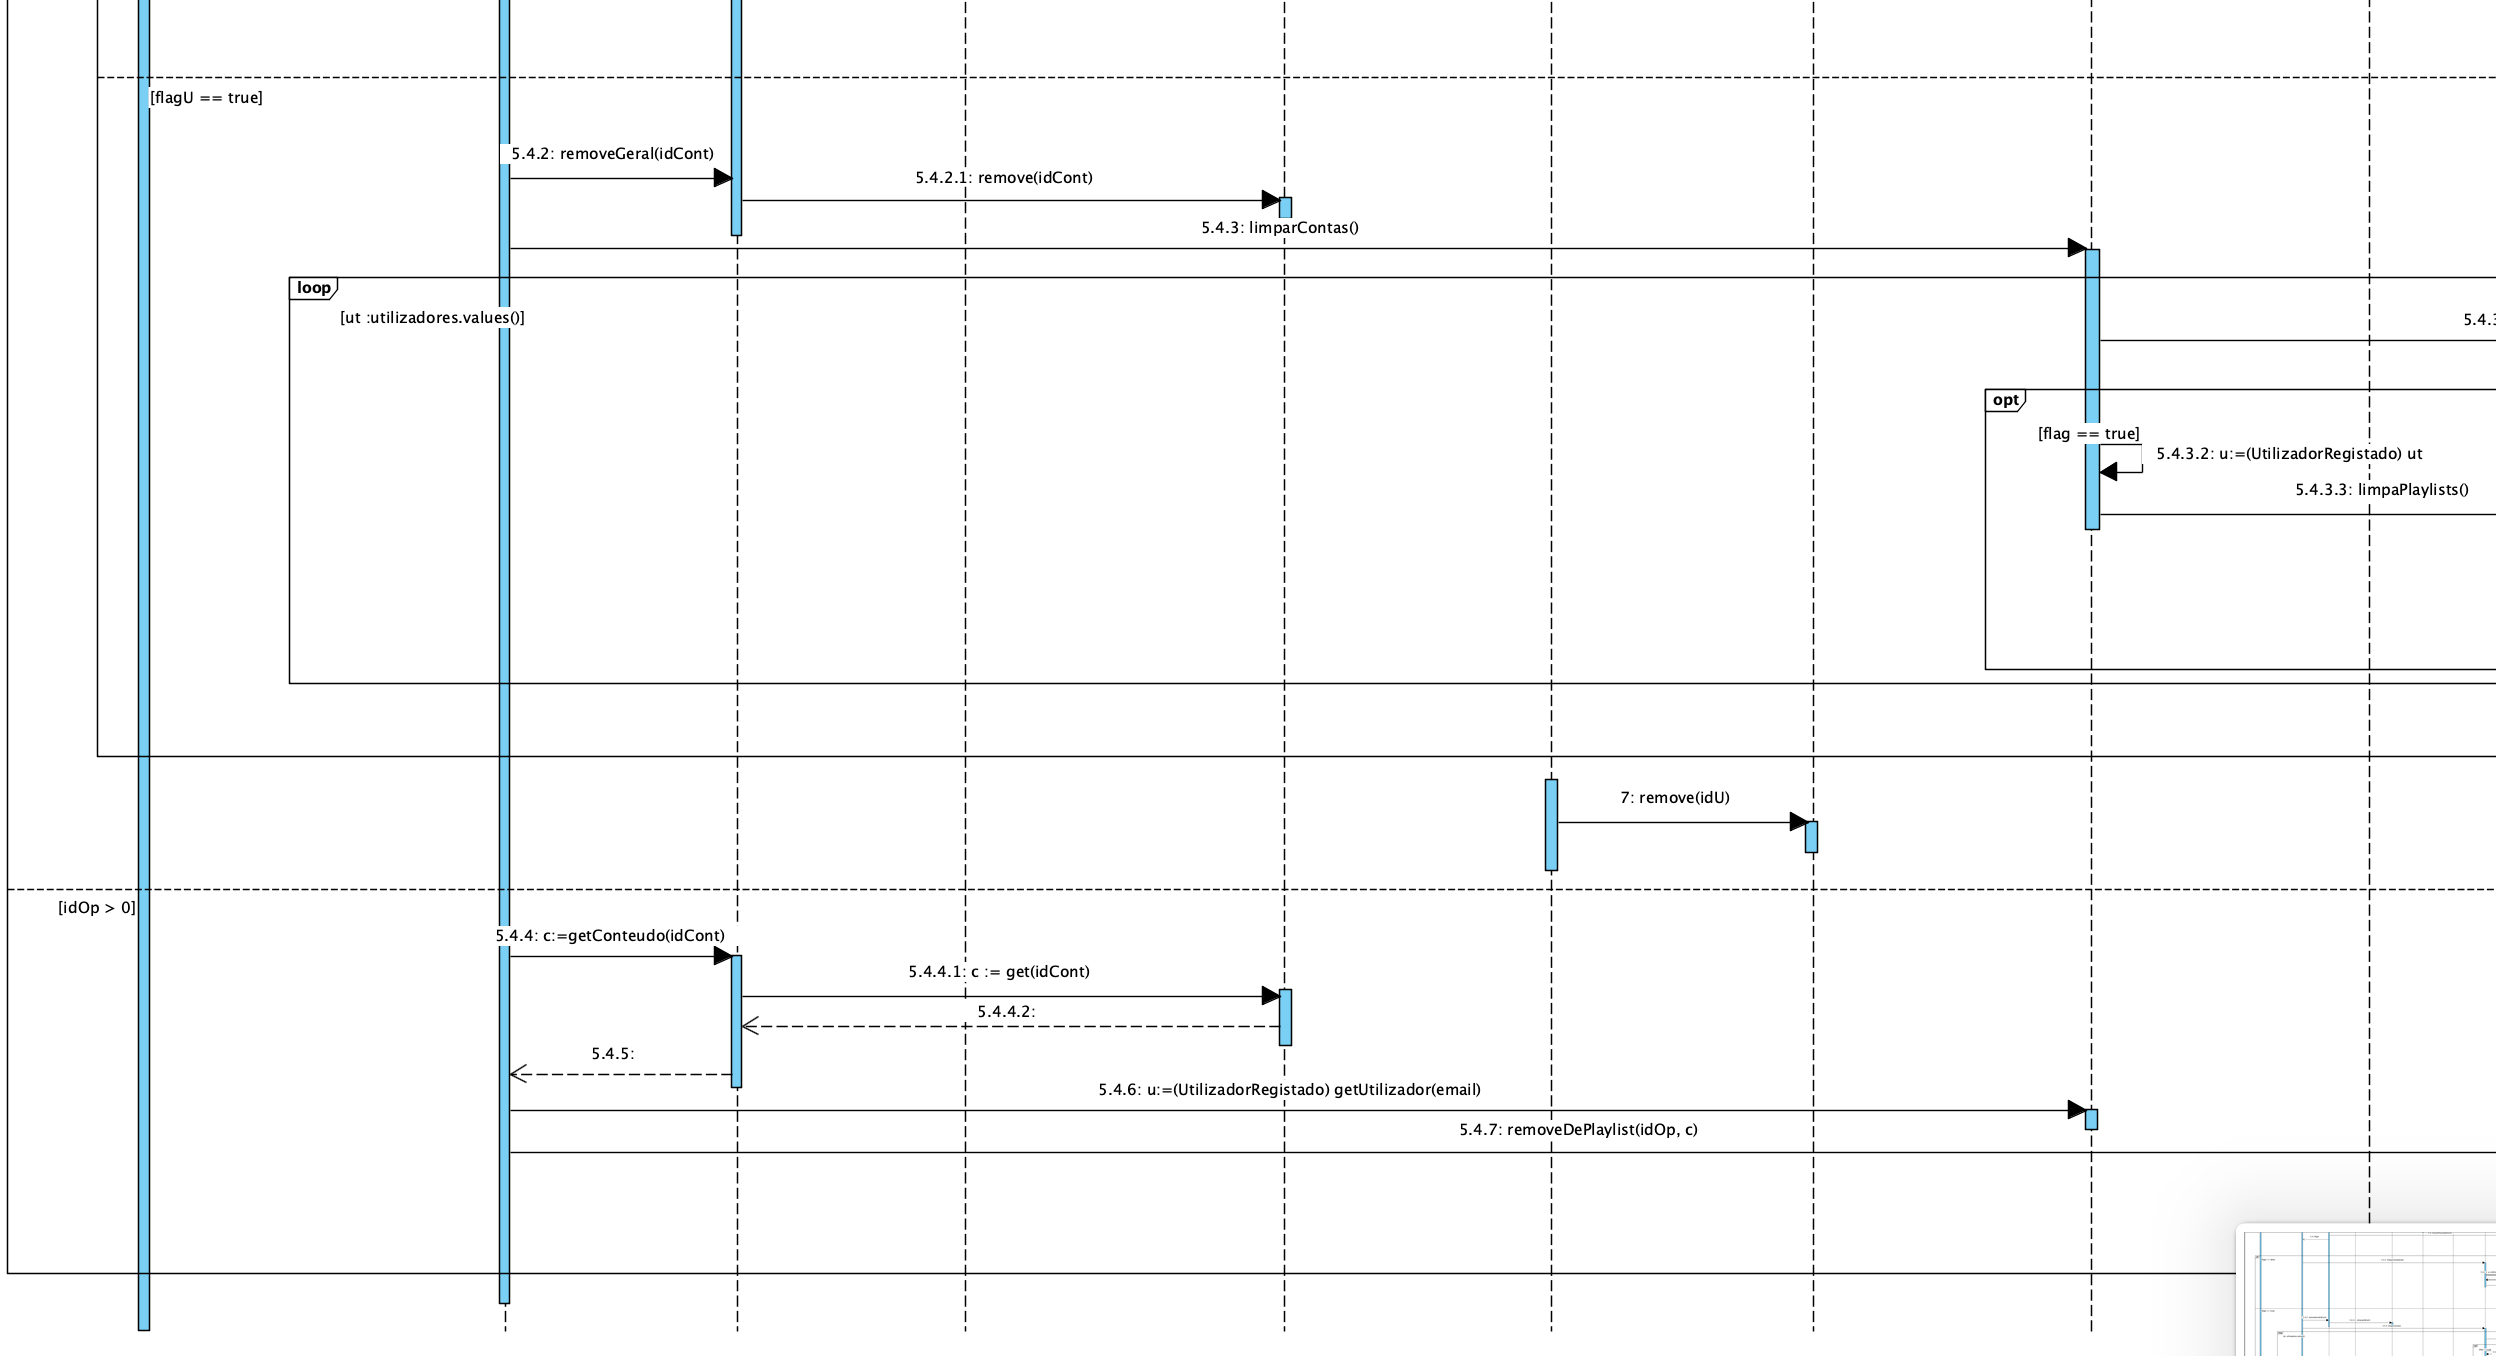 [flagU == true]
5.4.2: removeGeral(idCont)
5.4.2.1: remove(idCont)
5.4.3: limparContas()
loop
[ut :utilizadores.values()]
opt
[flag == true]
5.4.3.2: u:=(UtilizadorRegistado) ut
5.4.3.3: limpaPlaylists()
7: remove(idU)
[idOp > 0]
5.4.4: c:=getConteudo(idCont)
5.4.4.1: c := get(idCont)
5.4.4.2:
5.4.5:
5.4.6: u:=(UtilizadorRegistado) getUtilizador(email)
5.4.7: removeDePlaylist(idOp, c)